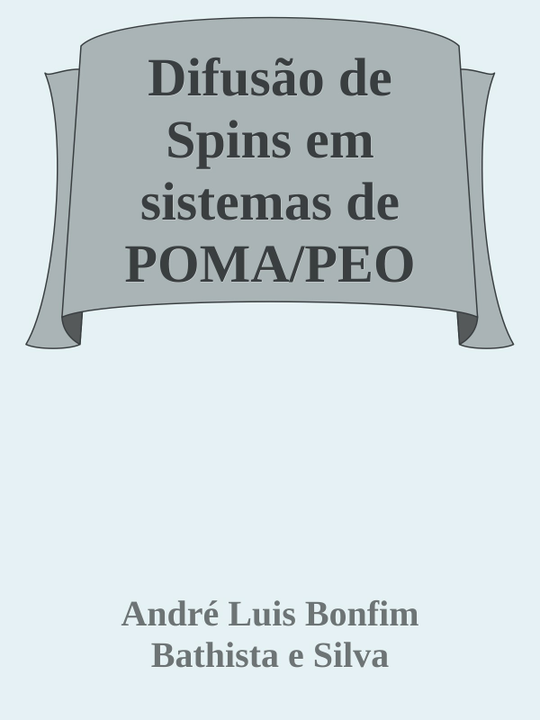 Difusão de
Spins em
sistemas de
POMA/PEO
André Luis Bonfim
Bathista e Silva